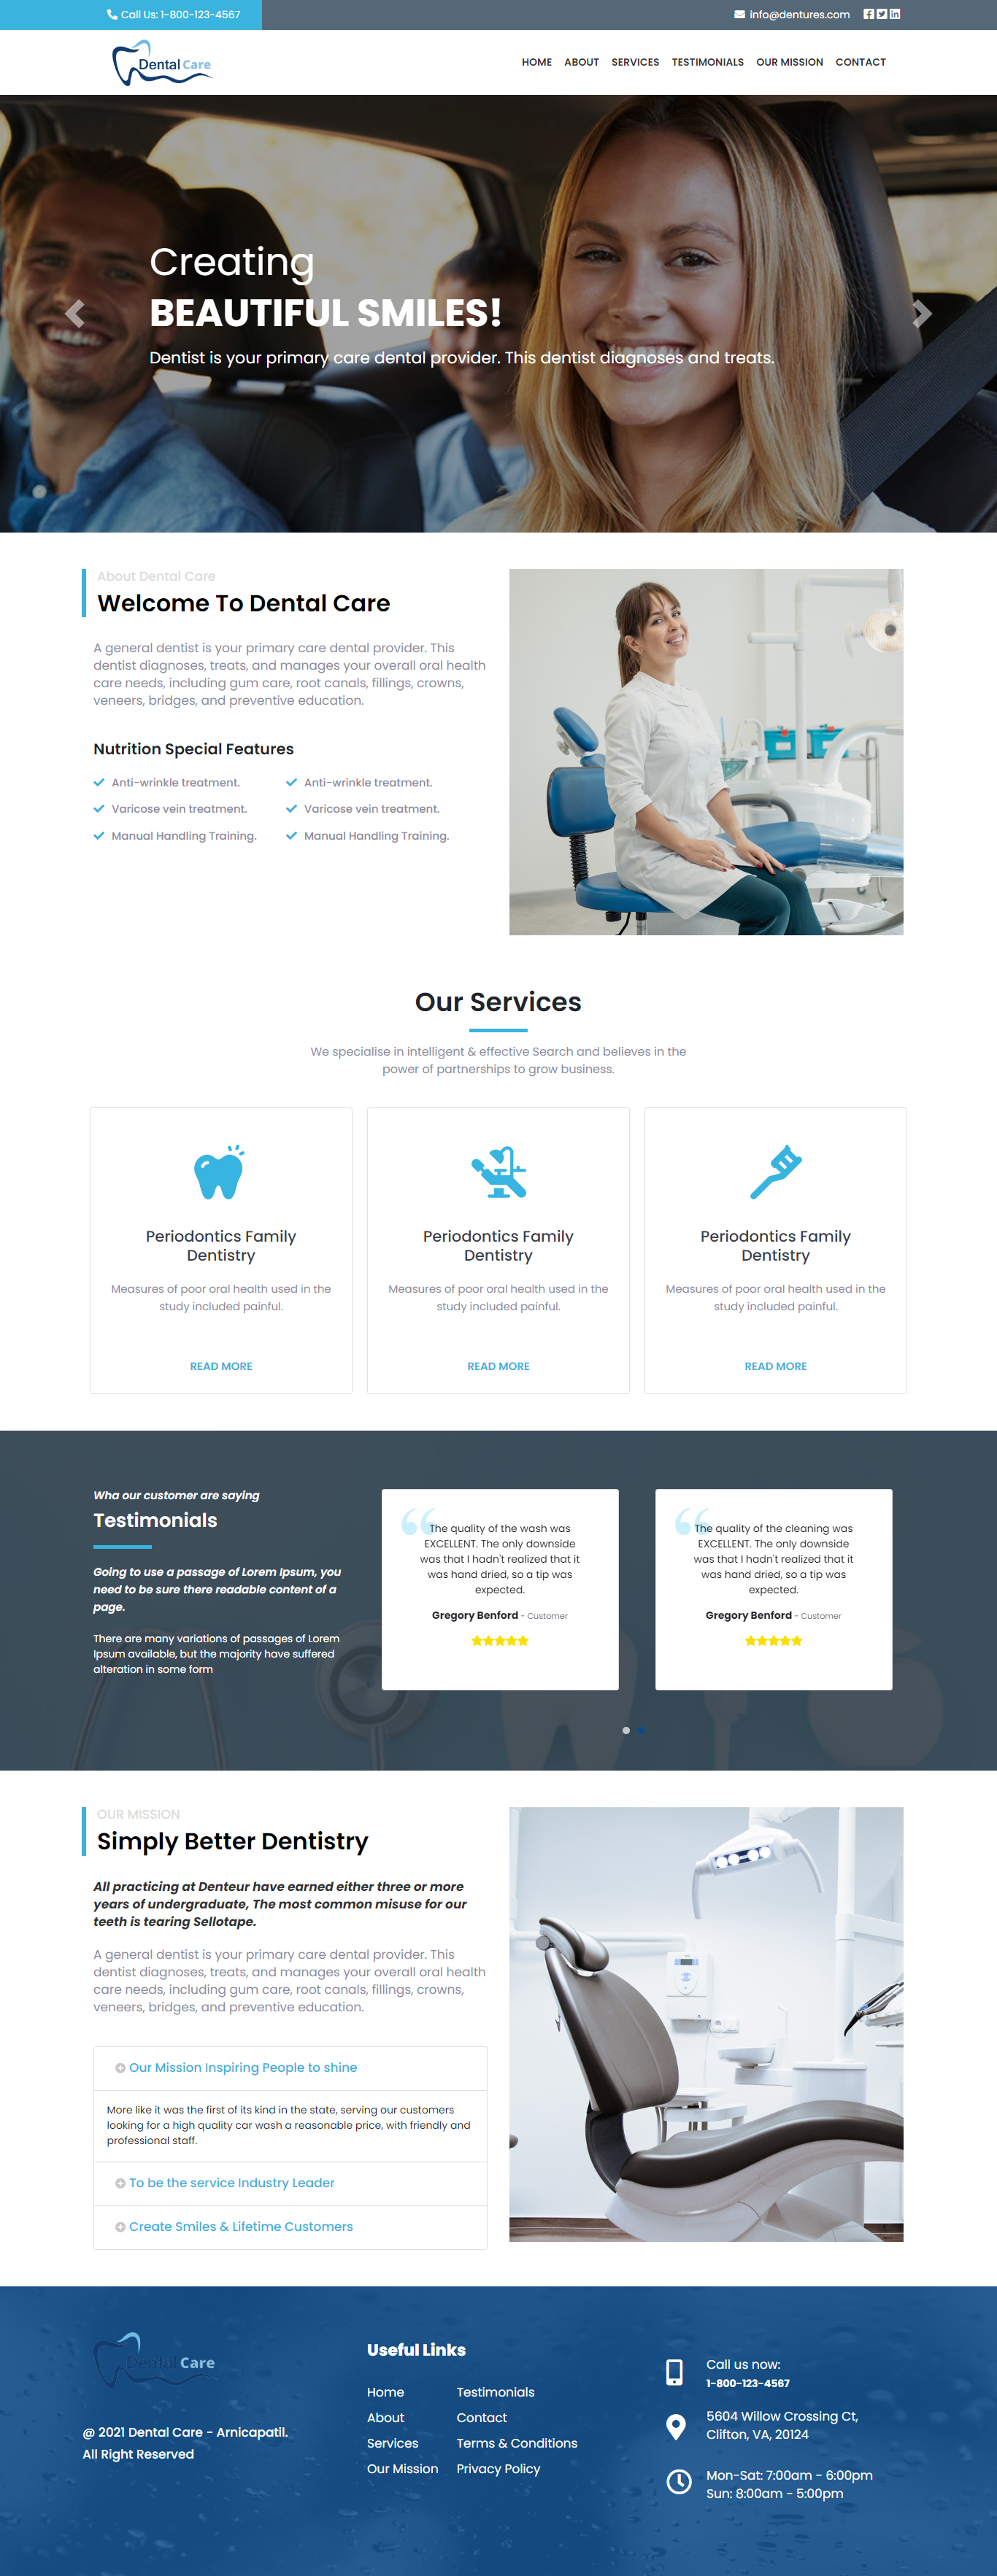 Call Us: 1-800-123-4567
info@dentures.com
Dental Care
HOME ABOUT SERVICES TESTIMONIALS OUR MISSION CONTACT
Creating
BEAUTIFUL SMILES!
Dentist is your primary care dental provider. This dentist diagnoses and treats.
About Dental Care
Welcome To Dental Care
A general dentist is your primary care dental provider. This
dentist diagnoses, treats, and manages your overall oral health
care needs, including gum care, root canals, fillings, crowns,
veneers, bridges, and preventive education.
Nutrition Special Features
Anti-wrinkle treatment.
Varicose vein treatment.
Manual Handling Training.
Anti-wrinkle treatment.
Varicose vein treatment.
Manual Handling Training.
Our Services
We specialise in intelligent & effective Search and believes in the
power of partnerships to grow business.
Periodontics Family
Dentistry
Measures of poor oral health used in the
study included painful.
READ MORE
Periodontics Family
Dentistry
Measures of poor oral health used in the
study included painful.
READ MORE
Periodontics Family
Dentistry
Measures of poor oral health used in the
study included painful.
READ MORE
Wha our customer are saying
Testimonials
Going to use a passage of Lorem Ipsum, you
need to be sure there readable content of a
page.
There are many variations of passages of Lorem
Ipsum available, but the majority have suffered
alteration in some form
The quality of the wash was
EXCELLENT. The only downside
was that I hadn't realized that it
was hand dried, so a tip was
expected.
Gregory Benford - Customer
The quality of the cleaning was
EXCELLENT. The only downside
was that I hadn't realized that it
was hand dried, so a tip was
expected.
Gregory Benford - Customer
OUR MISSION
Simply Better Dentistry
All practicing at Denteur have earned either three or more
years of undergraduate, The most common misuse for our
teeth is tearing Sellotape.
A general dentist is your primary care dental provider. This
dentist diagnoses, treats, and manages your overall oral health
care needs, including gum care, root canals, fillings, crowns,
veneers, bridges, and preventive education.
Our Mission Inspiring People to shine
More like it was the first of its kind in the state, serving our customers
looking for a high quality car wash a reasonable price, with friendly and
professional staff.
To be the service Industry Leader
Create Smiles & Lifetime Customers
Dental Care
@ 2021 Dental Care - Arnicapatil.
All Right Reserved
Useful Links
Home
About
Services
Our Mission
Testimonials
Contact
Terms & Conditions
Privacy Policy
Call us now:
1-800-123-4567
5604 Willow Crossing Ct,
Clifton, VA, 20124
Mon-Sat: 7:00am - 6:00pm
Sun: 8:00am - 5:00pm